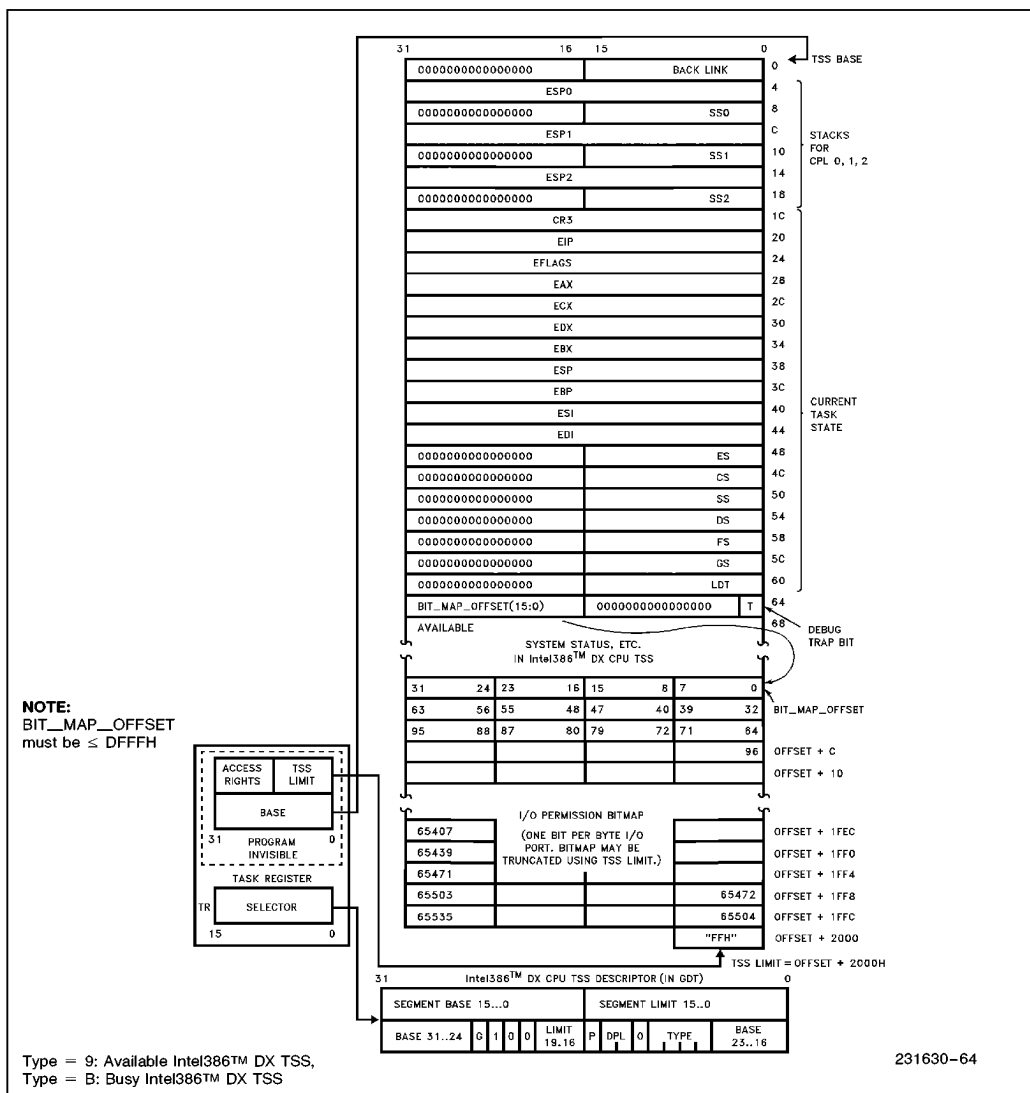 31 16 15 0
TSS BASE
0000000000000000 BACK LINK 0
ESP0 4
0000000000000000 SS0 8
ESP1 C
0000000000000000 SS1 10
ESP2 14
0000000000000000 SS2 18
STACKS
FOR
CPL 0, 1, 2
CR3 1C
EIP 20
EFLAGS 24
EAX 28
ECX 2C
EDX 30
EBX 34
ESP 38
EBP 3C
ESI 40
EDI 44
0000000000000000 ES 48
0000000000000000 CS 4C
0000000000000000 SS 50
0000000000000000 DS 54
0000000000000000 FS 58
0000000000000000 GS 5C
0000000000000000 LDT 60
CURRENT
TASK
STATE
BIT_MAP_OFFSET(15:0) 0000000000000000 T 64
AVAILABLE 68
DEBUG
TRAP BIT
SYSTEM STATUS, ETC.
IN Intel386™ DX CPU TSS
31 24 23 16 15 8 7 0
63 56 55 48 47 40 39 32 BIT_MAP_OFFSET
95 88 87 80 79 72 71 64
96 OFFSET + C
OFFSET + 10
I/O PERMISSION BITMAP
(ONE BIT PER BYTE I/O
PORT. BITMAP MAY BE
TRUNCATED USING TSS LIMIT.)
65407 OFFSET + 1FEC
65439 OFFSET + 1FF0
65471 OFFSET + 1FF4
65503 65472 OFFSET + 1FF8
65535 65504 OFFSET + 1FFC
"FFH" OFFSET + 2000
TSS LIMIT = OFFSET + 2000H
NOTE:
BIT__MAP__OFFSET
must be ≤ DFFFH
ACCESS
RIGHTS
TSS
LIMIT
BASE
31 0
PROGRAM
INVISIBLE
TASK REGISTER
TR SELECTOR
15 0
31 Intel386™ DX CPU TSS DESCRIPTOR (IN GDT) 0
SEGMENT BASE 15...0 SEGMENT LIMIT 15...0
BASE 31..24 G 1 0 0 LIMIT 19..16 P DPL 0 TYPE BASE 23..16
Type = 9: Available Intel386™ DX TSS,
Type = B: Busy Intel386™ DX TSS
231630-64